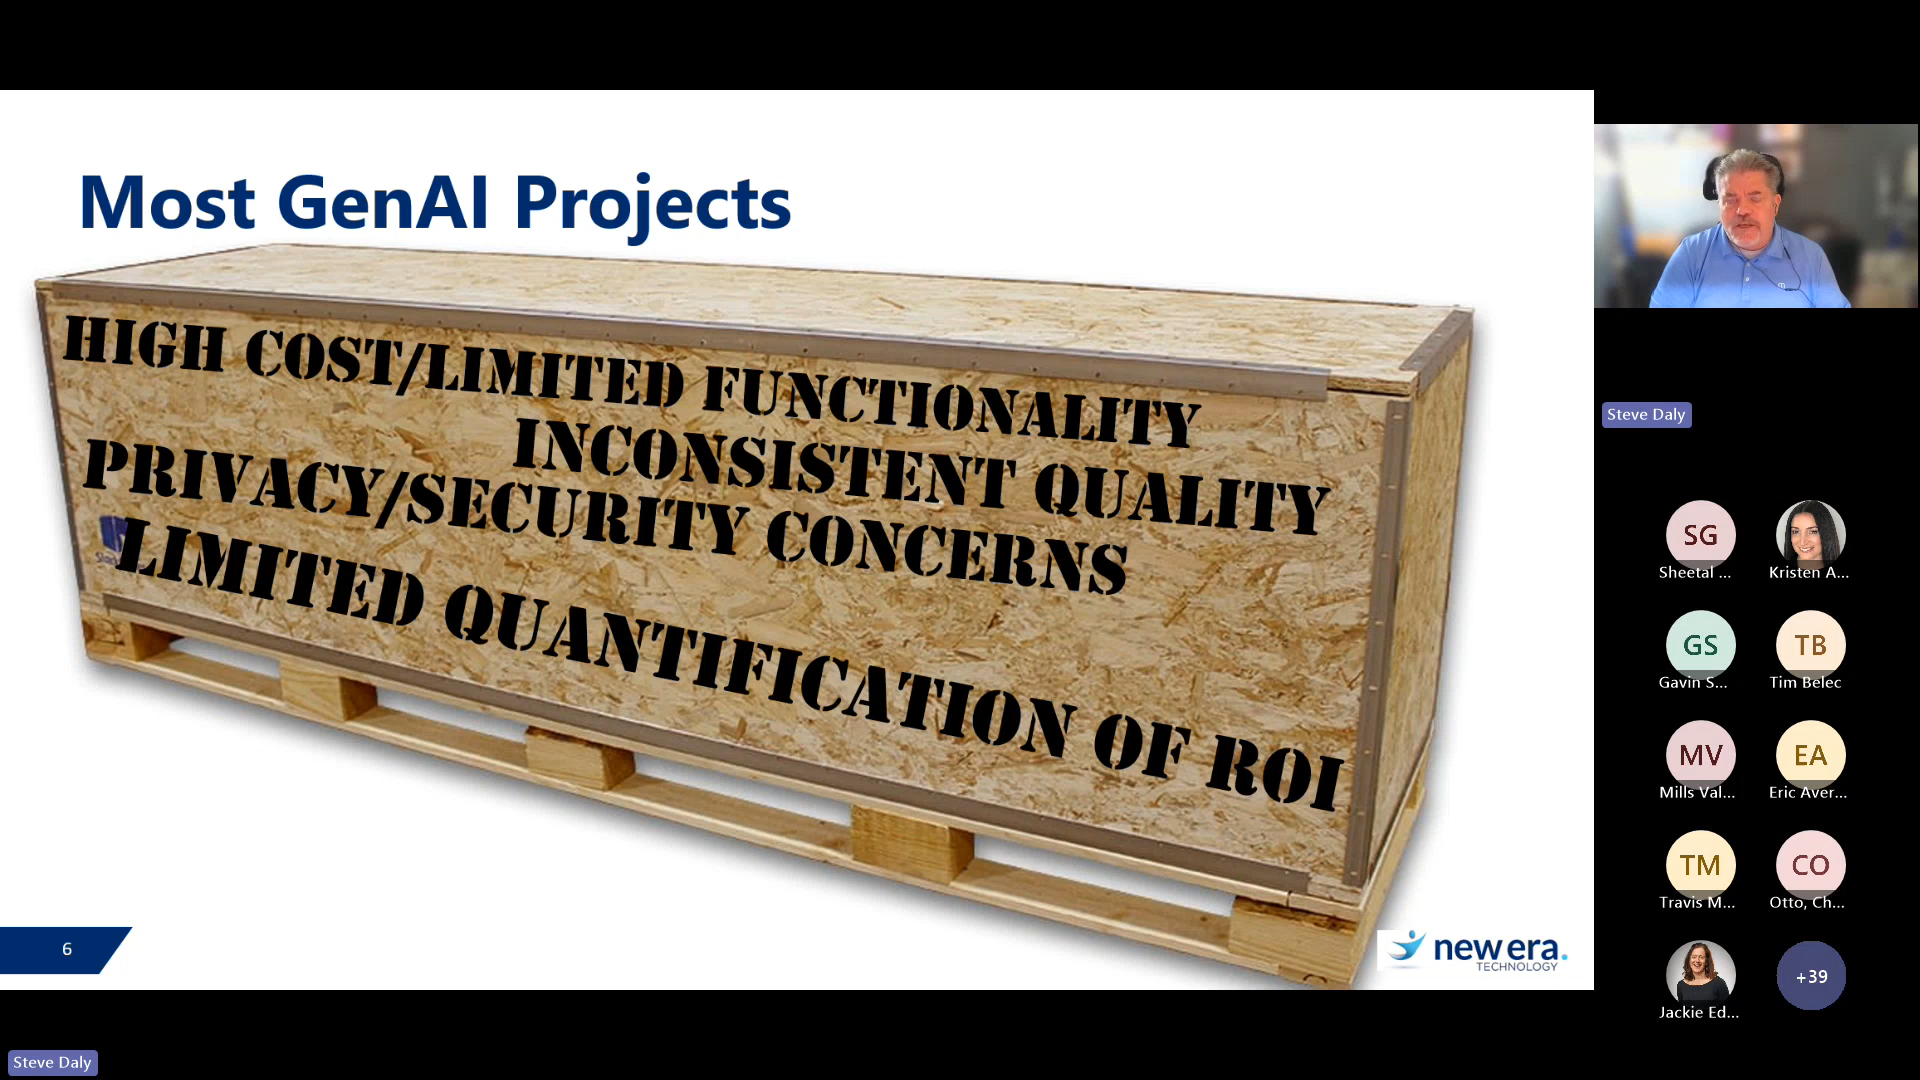 Most GenAI Projects
HIGH COST/LIMITED FUNCTIONALITY
INCONSISTENT QUALITY
PRIVACY/SECURITY CONCERNS
LIMITED QUANTIFICATION OF ROI
6
new era.
TECHNOLOGY
Steve Daly
SG
Sheetal ...
Kristen A...
GS
Gavin S...
TB
Tim Belec
MV
Mills Val...
EA
Eric Aver...
TM
Travis M...
CO
Otto, Ch...
Jackie Ed...
+39
Steve Daly